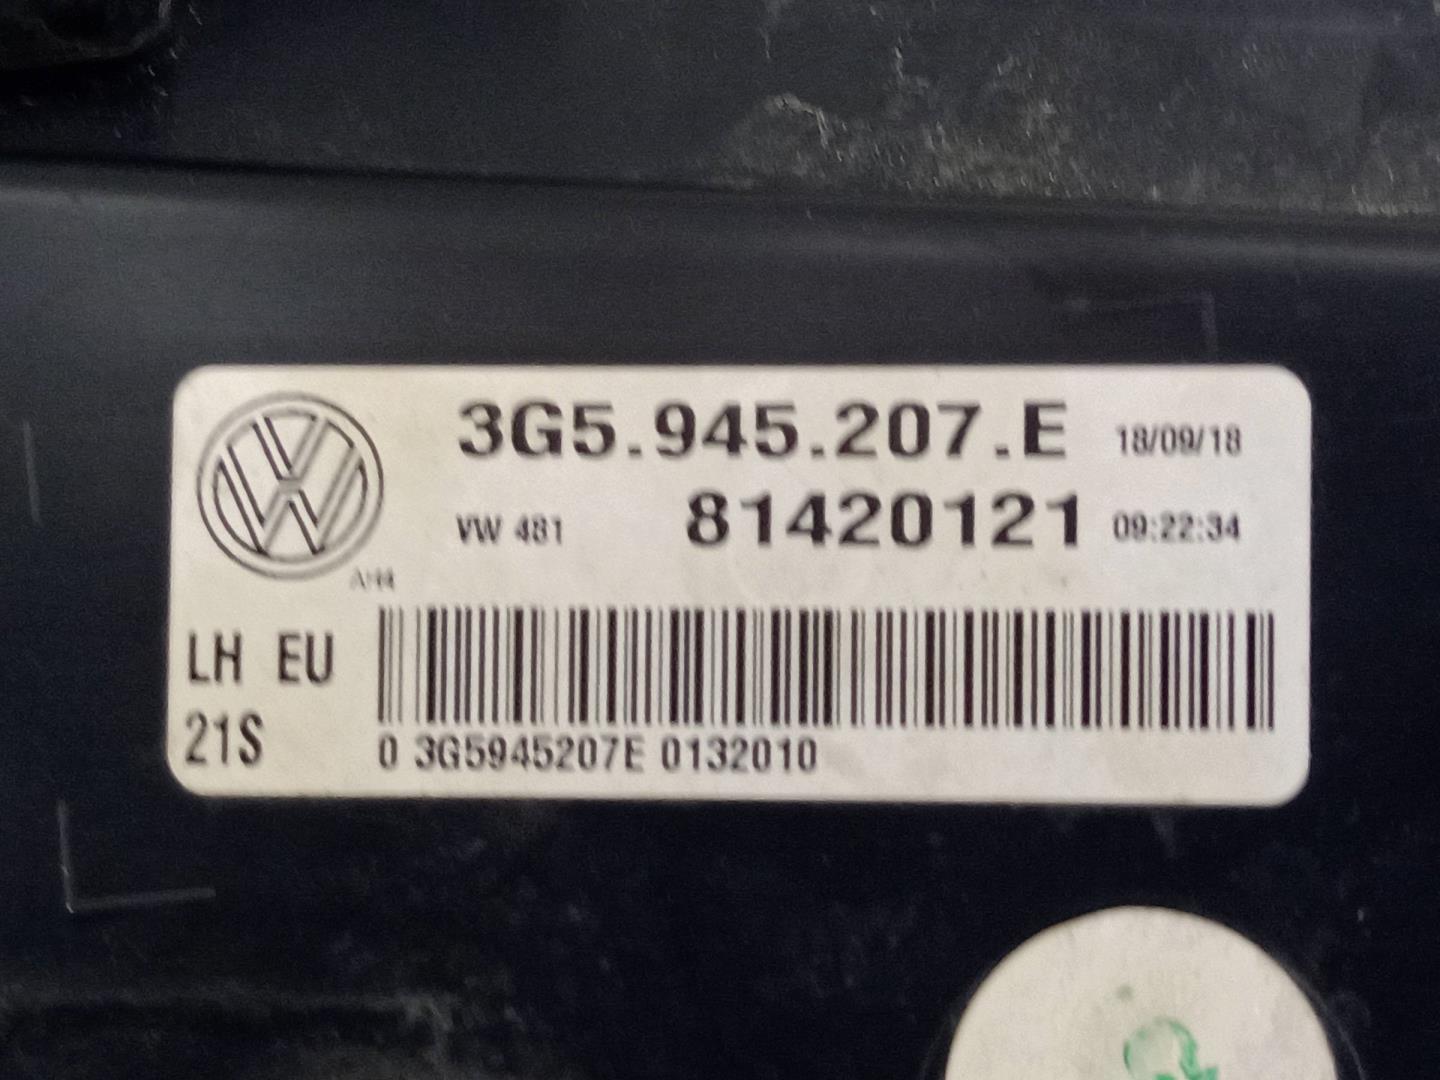 3G5.945.207.E 18/09/18
VW 481 81420121 09:22:34
LH EU
21S
0 3G5945207E 0132010